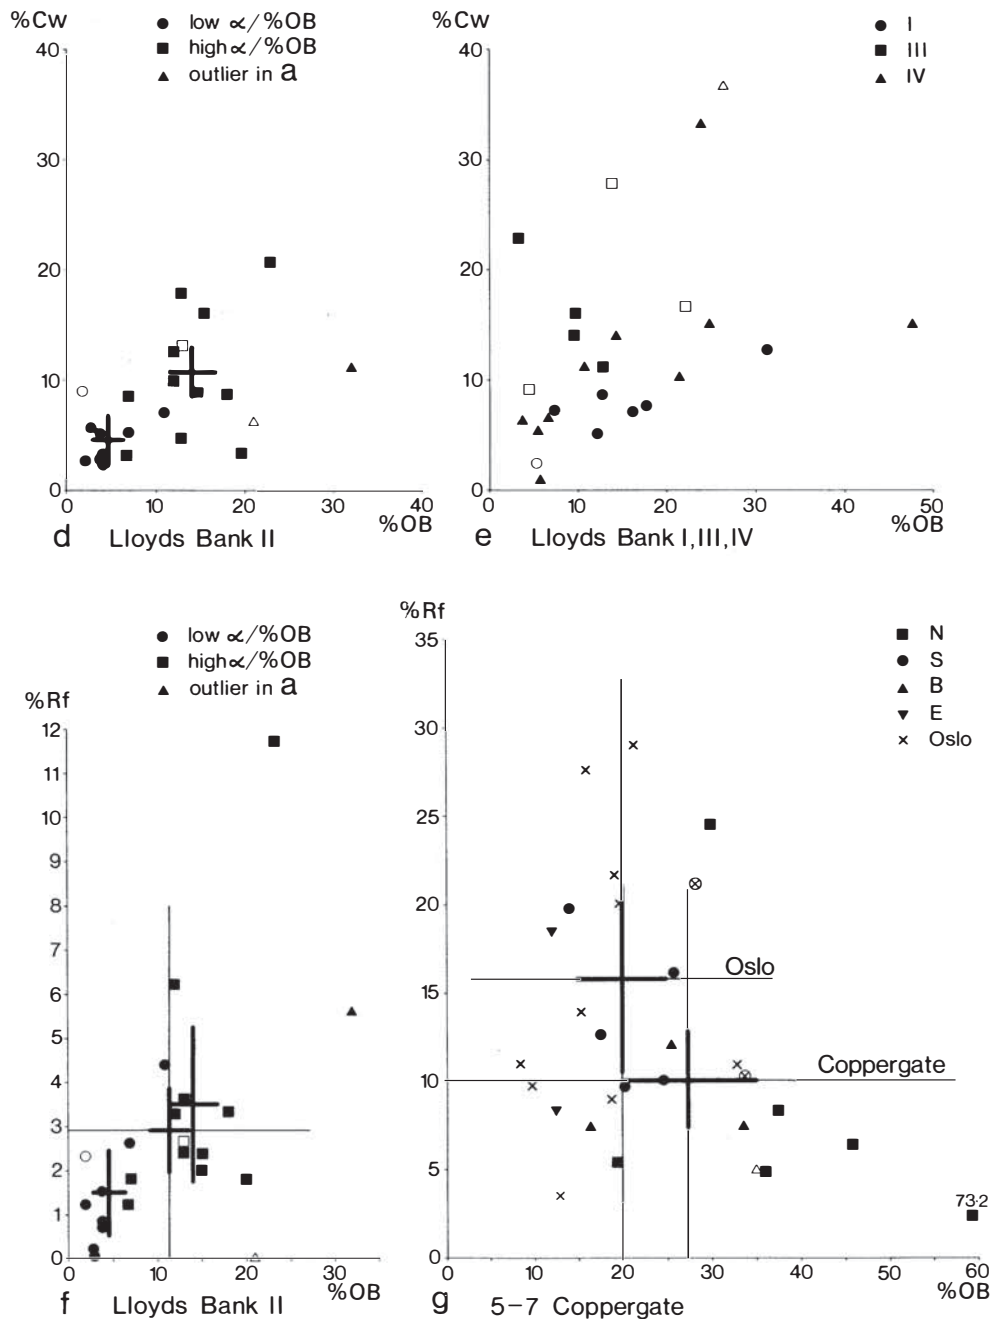 %Cw
● low ∝/%OB
■ high ∝/%OB
▲ outlier in a
40
30
20
10
0
0 10 20 30 40
%OB
d Lloyds Bank II
%Cw
● I
■ III
▲ IV
40
30
20
10
0
0 10 20 30 40 50
%OB
e Lloyds Bank I,III,IV
● low ∝/%OB
■ high ∝/%OB
▲ outlier in a
%Rf
12
11
10
9
8
7
6
5
4
3
2
1
0
0 10 20 30
%OB
f Lloyds Bank II
%Rf
■ N
● S
▲ B
▼ E
× Oslo
35
30
25
20
15
10
5
0
Oslo
Coppergate
73·2
0 10 20 30 40 50 60
%OB
g 5–7 Coppergate